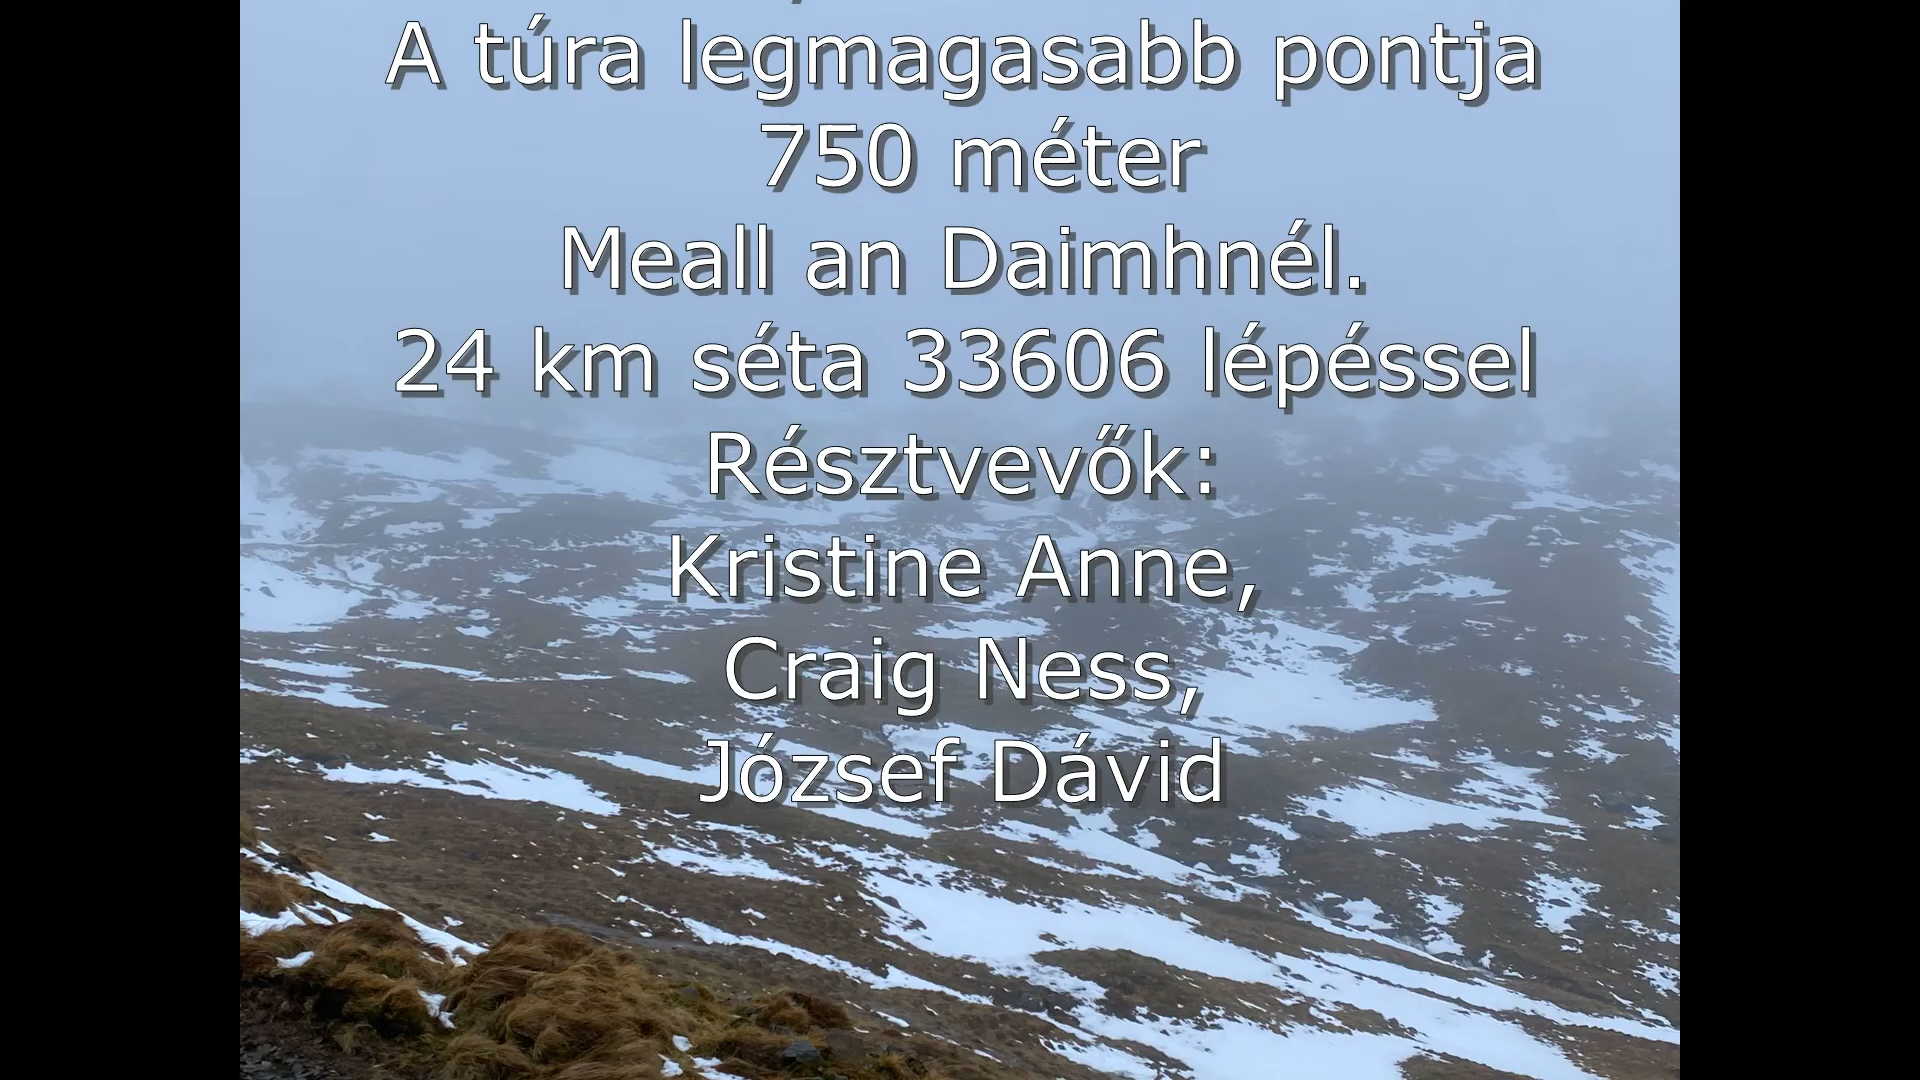 A túra legmagasabb pontja
750 méter
Meall an Daimhnél.
24 km séta 33606 lépéssel
Résztvevők:
Kristine Anne,
Craig Ness,
József Dávid